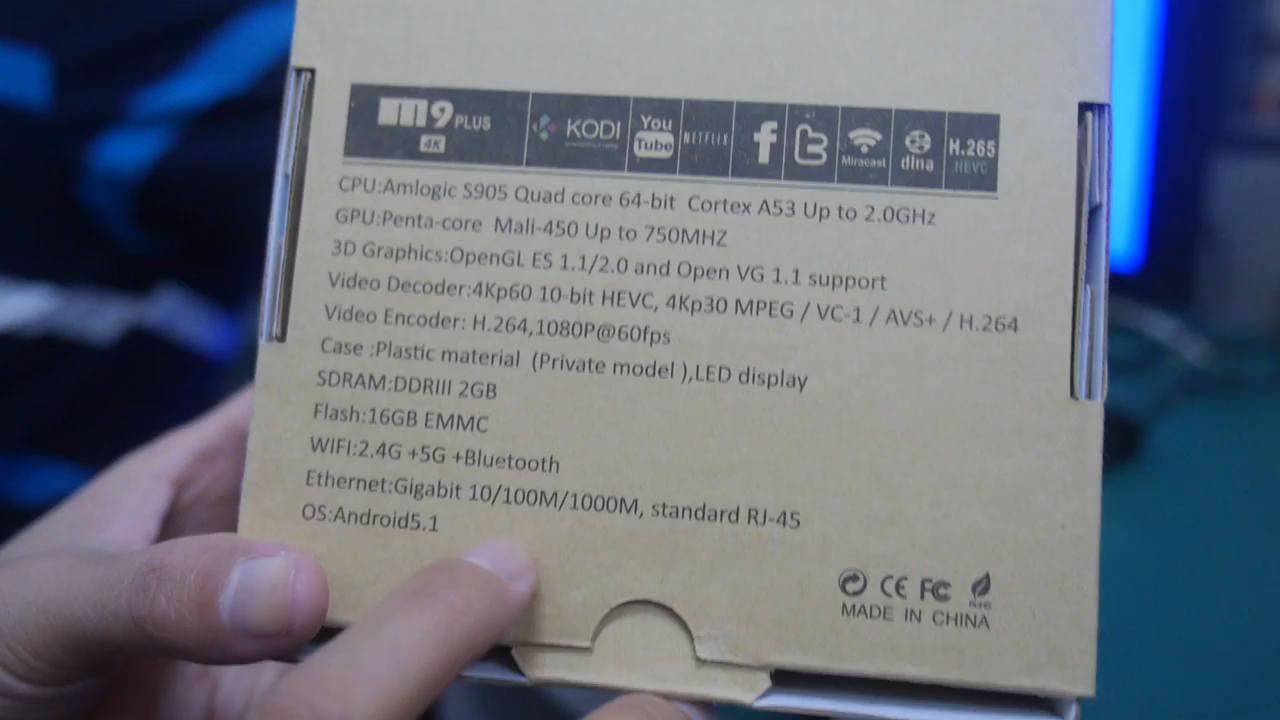 m9 PLUS 4K KODI You Tube NETFLIX f Miracast dlna H.265 HEVC
CPU:Amlogic S905 Quad core 64-bit Cortex A53 Up to 2.0GHz
GPU:Penta-core Mali-450 Up to 750MHZ
3D Graphics:OpenGL ES 1.1/2.0 and Open VG 1.1 support
Video Decoder:4Kp60 10-bit HEVC, 4Kp30 MPEG / VC-1 / AVS+ / H.264
Video Encoder: H.264,1080P@60fps
Case :Plastic material (Private model ),LED display
SDRAM:DDRIII 2GB
Flash:16GB EMMC
WIFI:2.4G +5G +Bluetooth
Ethernet:Gigabit 10/100M/1000M, standard RJ-45
OS:Android5.1
CE FC
MADE IN CHINA